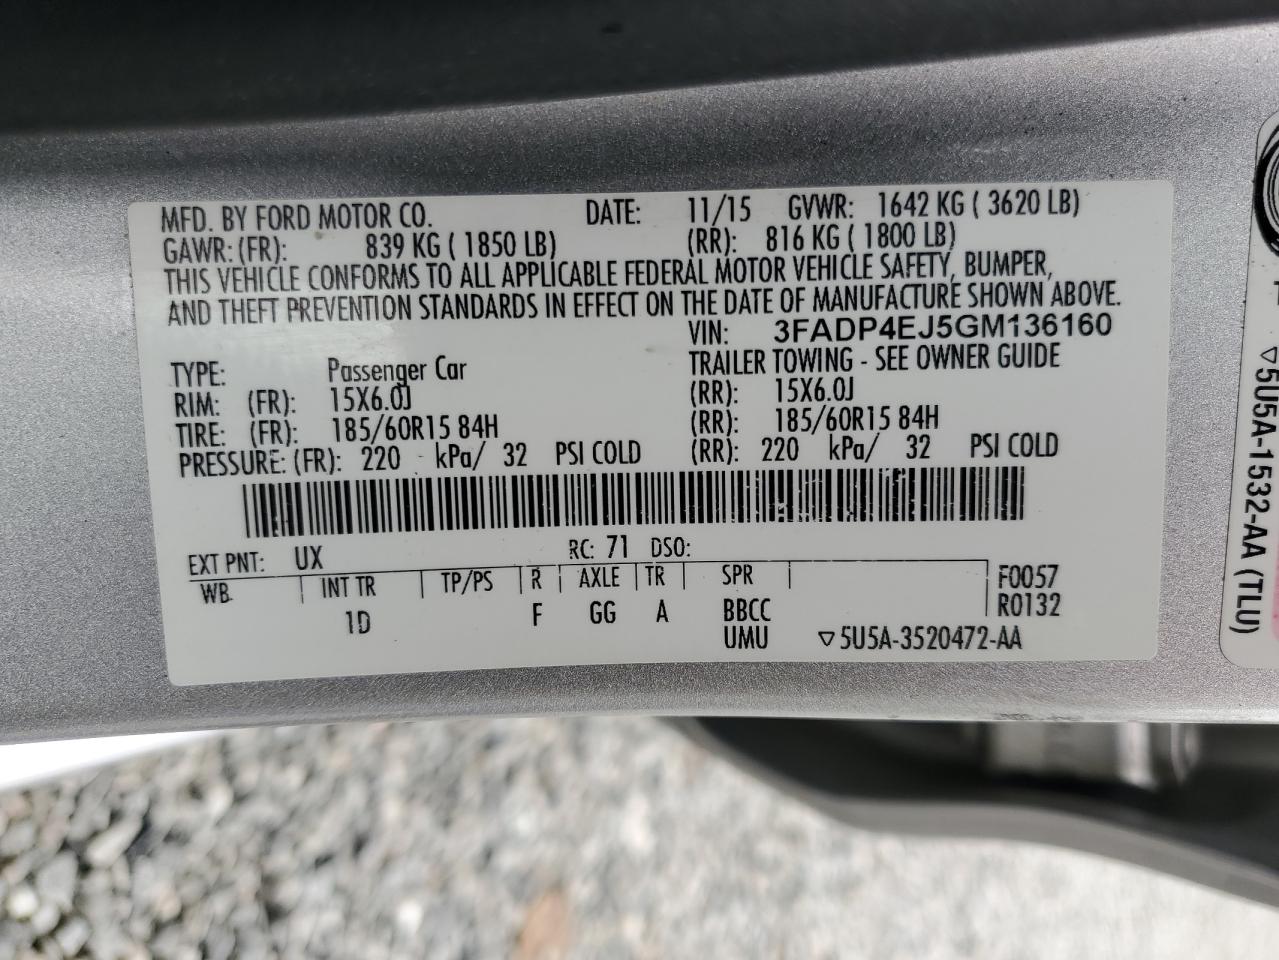 MFD. BY FORD MOTOR CO. DATE: 11/15 GVWR: 1642 KG ( 3620 LB)
GAWR: (FR): 839 KG ( 1850 LB) (RR): 816 KG ( 1800 LB)
THIS VEHICLE CONFORMS TO ALL APPLICABLE FEDERAL MOTOR VEHICLE SAFETY, BUMPER,
AND THEFT PREVENTION STANDARDS IN EFFECT ON THE DATE OF MANUFACTURE SHOWN ABOVE.
VIN: 3FADP4EJ5GM136160
TYPE: Passenger Car TRAILER TOWING - SEE OWNER GUIDE
RIM: (FR): 15X6.0J (RR): 15X6.0J
TIRE: (FR): 185/60R15 84H (RR): 185/60R15 84H
PRESSURE: (FR): 220 kPa/ 32 PSI COLD (RR): 220 kPa/ 32 PSI COLD
EXT PNT: UX RC: 71 DSO:
WB INT TR TP/PS R AXLE TR SPR F0057
1D F GG A BBCC R0132
UMU ▽5U5A-3520472-AA
▽5U5A-1532-AA (TLU)